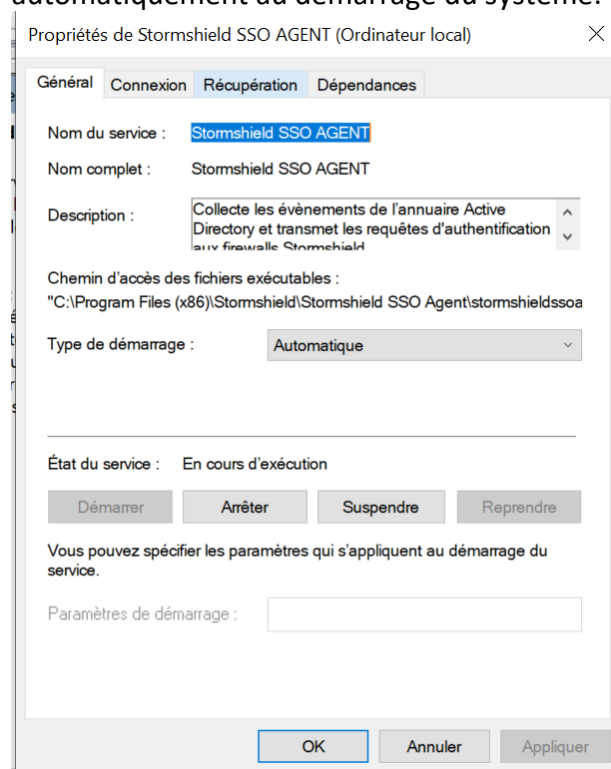 automatiquement au démarrage du système.
Propriétés de Stormshield SSO AGENT (Ordinateur local)
Général Connexion Récupération Dépendances
Nom du service : Stormshield SSO AGENT
Nom complet : Stormshield SSO AGENT
Description : Collecte les évènements de l'annuaire Active
Directory et transmet les requêtes d'authentification
aux firewalls Stormshield
Chemin d'accès des fichiers exécutables :
"C:\Program Files (x86)\Stormshield\Stormshield SSO Agent\stormshieldssoa
Type de démarrage : Automatique
État du service : En cours d'exécution
Démarrer Arrêter Suspendre Reprendre
Vous pouvez spécifier les paramètres qui s'appliquent au démarrage du
service.
Paramètres de démarrage :
OK Annuler Appliquer